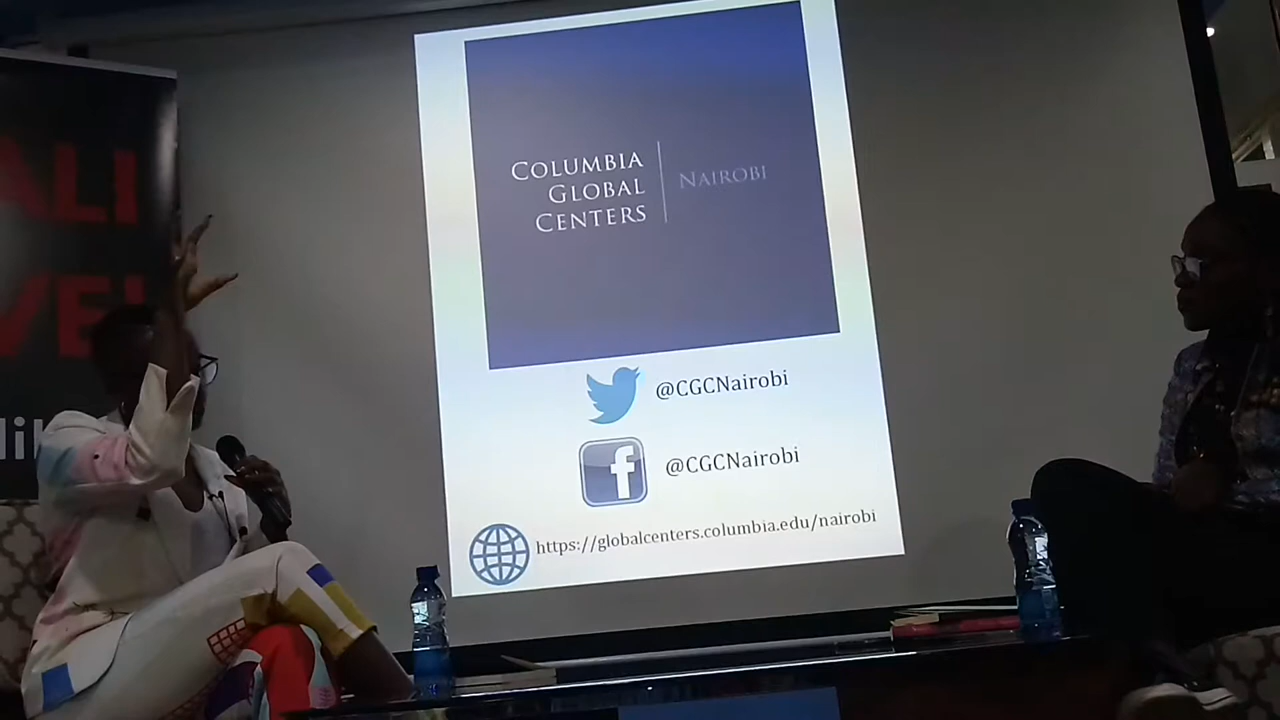 COLUMBIA
GLOBAL
CENTERS
NAIROBI
@CGCNairobi
f
@CGCNairobi
https://globalcenters.columbia.edu/nairobi